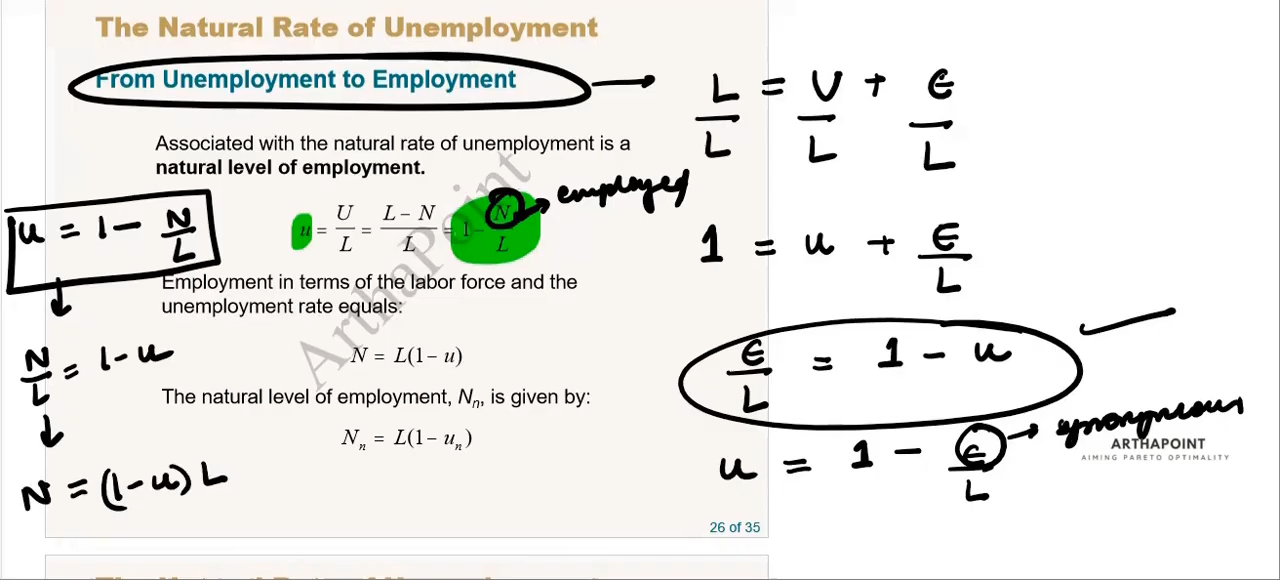 The Natural Rate of Unemployment
From Unemployment to Employment
Associated with the natural rate of unemployment is a
natural level of employment.
u = U/L = (L – N)/L = 1 – N/L
Employment in terms of the labor force and the
unemployment rate equals:
N = L(1 – u)
The natural level of employment, Nₙ, is given by:
Nₙ = L(1 – uₙ)
26 of 35
ArthaPoint
employed
u = 1 – N/L
N/L = 1 – u
N = (1 – u) L
L/L = U/L + E/L
1 = u + E/L
E/L = 1 – u
u = 1 – E/L
ARTHAPOINT
AIMING PARETO OPTIMALITY